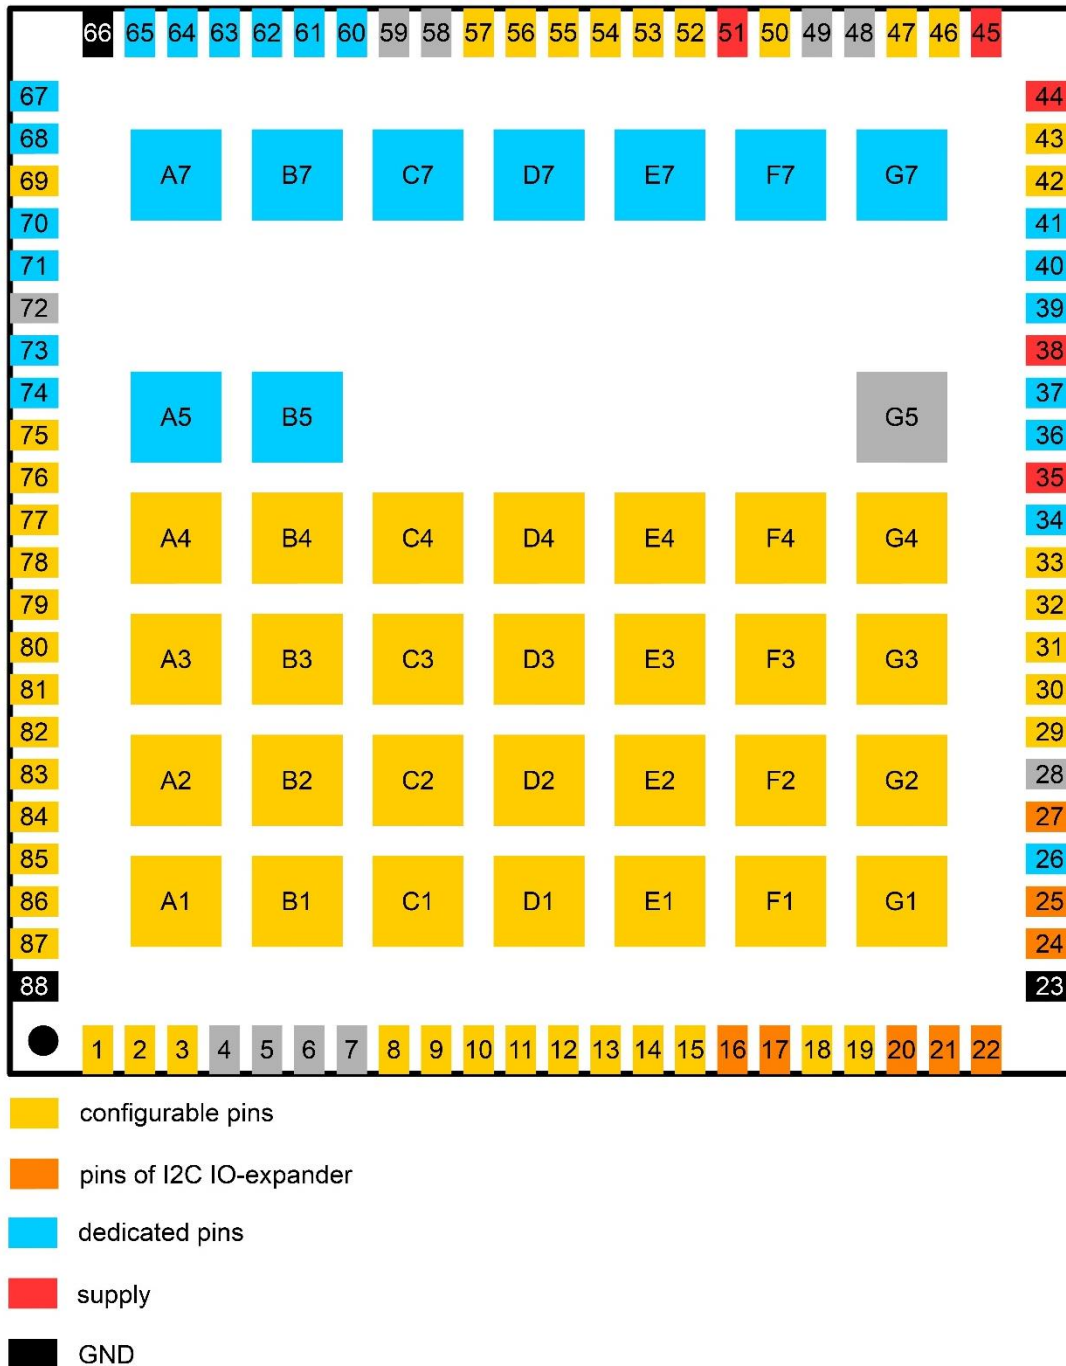 66 65 64 63 62 61 60 59 58 57 56 55 54 53 52 51 50 49 48 47 46 45
67 44
68 43
A7 B7 C7 D7 E7 F7 G7
69 42
70 41
71 40
72 39
73 38
74 37
A5 B5 G5
75 36
76 35
77 34
A4 B4 C4 D4 E4 F4 G4
78 33
79 32
80 31
A3 B3 C3 D3 E3 F3 G3
81 30
82 29
83 28
A2 B2 C2 D2 E2 F2 G2
84 27
85 26
86 25
A1 B1 C1 D1 E1 F1 G1
87 24
88 23
1 2 3 4 5 6 7 8 9 10 11 12 13 14 15 16 17 18 19 20 21 22
configurable pins
pins of I2C IO-expander
dedicated pins
supply
GND